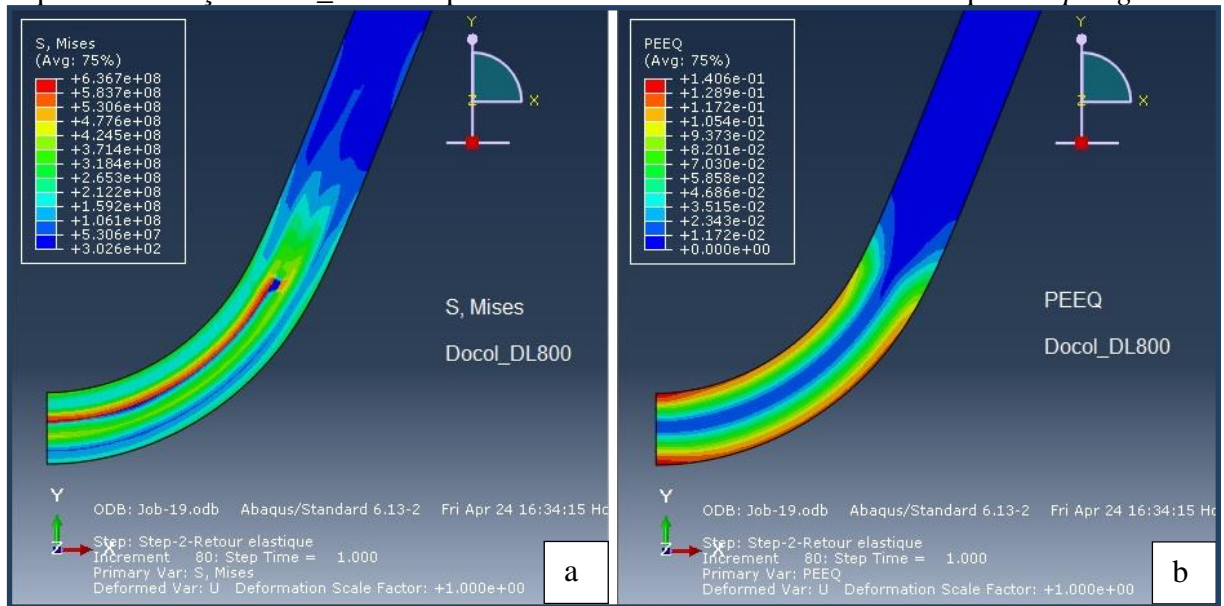 S, Mises
(Avg: 75%)
+6.367e+08
+5.837e+08
+5.306e+08
+4.776e+08
+4.245e+08
+3.714e+08
+3.184e+08
+2.653e+08
+2.122e+08
+1.592e+08
+1.061e+08
+5.306e+07
+3.026e+02
Y
Z
X
S, Mises
Docol_DL800
Y
Z
X
ODB: Job-19.odb Abaqus/Standard 6.13-2 Fri Apr 24 16:34:15
Step: Step-2-Retour elastique
Increment 80: Step Time = 1.000
Primary Var: S, Mises
Deformed Var: U Deformation Scale Factor: +1.000e+00
a
PEEQ
(Avg: 75%)
+1.406e-01
+1.289e-01
+1.172e-01
+1.054e-01
+9.373e-02
+8.201e-02
+7.030e-02
+5.858e-02
+4.686e-02
+3.515e-02
+2.343e-02
+1.172e-02
+0.000e+00
Y
Z
X
PEEQ
Docol_DL800
Y
Z
X
ODB: Job-19.odb Abaqus/Standard 6.13-2 Fri Apr 24 16:34:15
Step: Step-2-Retour elastique
Increment 80: Step Time = 1.000
Primary Var: PEEQ
Deformed Var: U Deformation Scale Factor: +1.000e+00
b